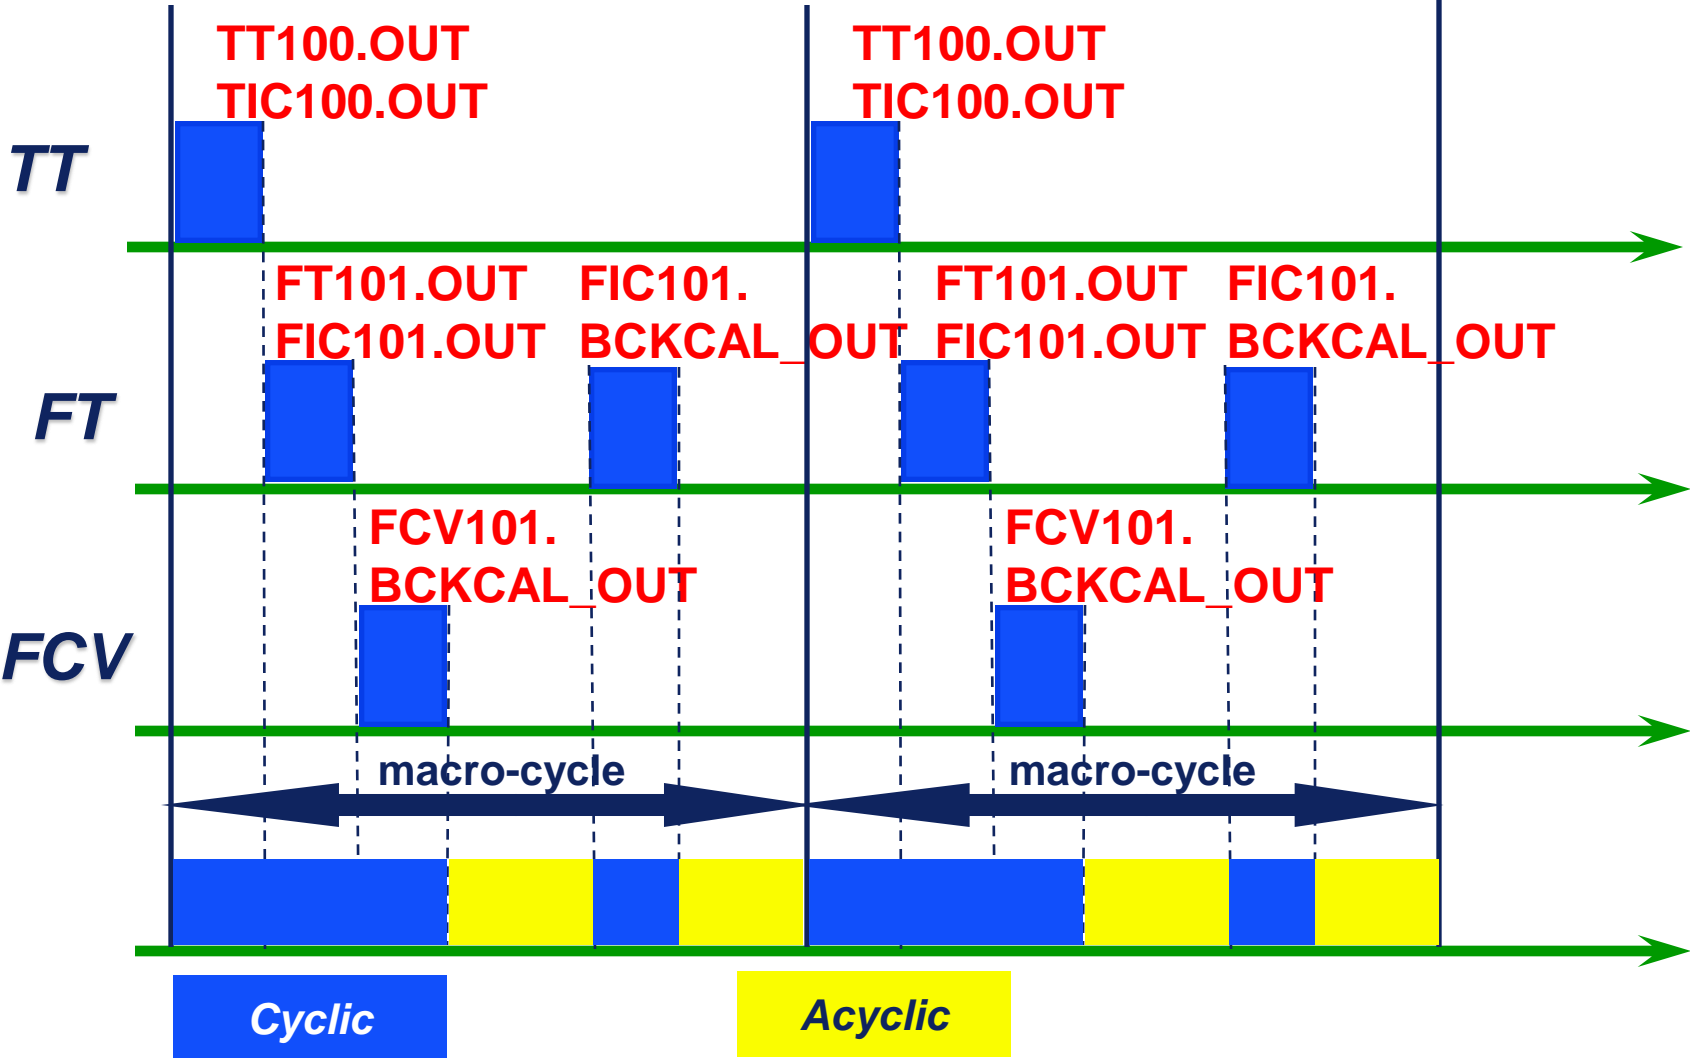 TT100.OUT
TIC100.OUT
TT100.OUT
TIC100.OUT
TT
FT101.OUT
FIC101.OUT
FIC101.
BCKCAL_OUT
FT101.OUT
FIC101.OUT
FIC101.
BCKCAL_OUT
FT
FCV101.
BCKCAL_OUT
FCV101.
BCKCAL_OUT
FCV
macro-cycle
macro-cycle
Cyclic
Acyclic